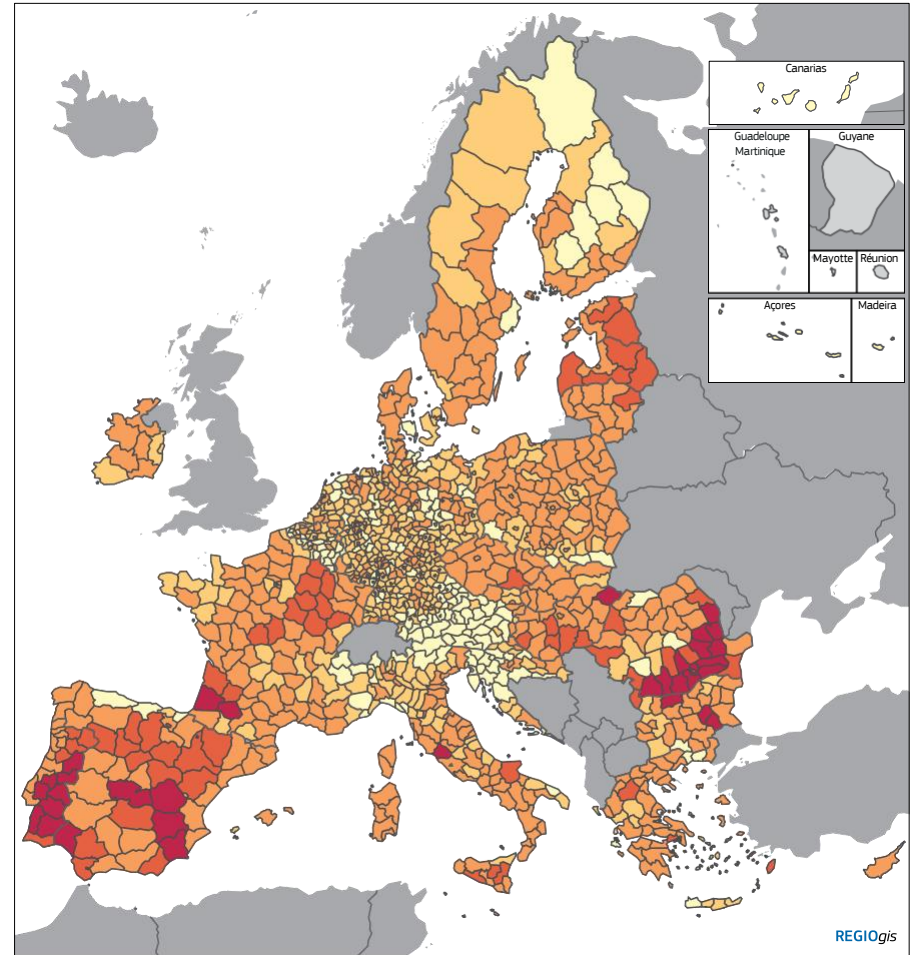 Canarias
Guadeloupe
Martinique
Guyane
Mayotte
Réunion
Açores
Madeira
REGIOgis